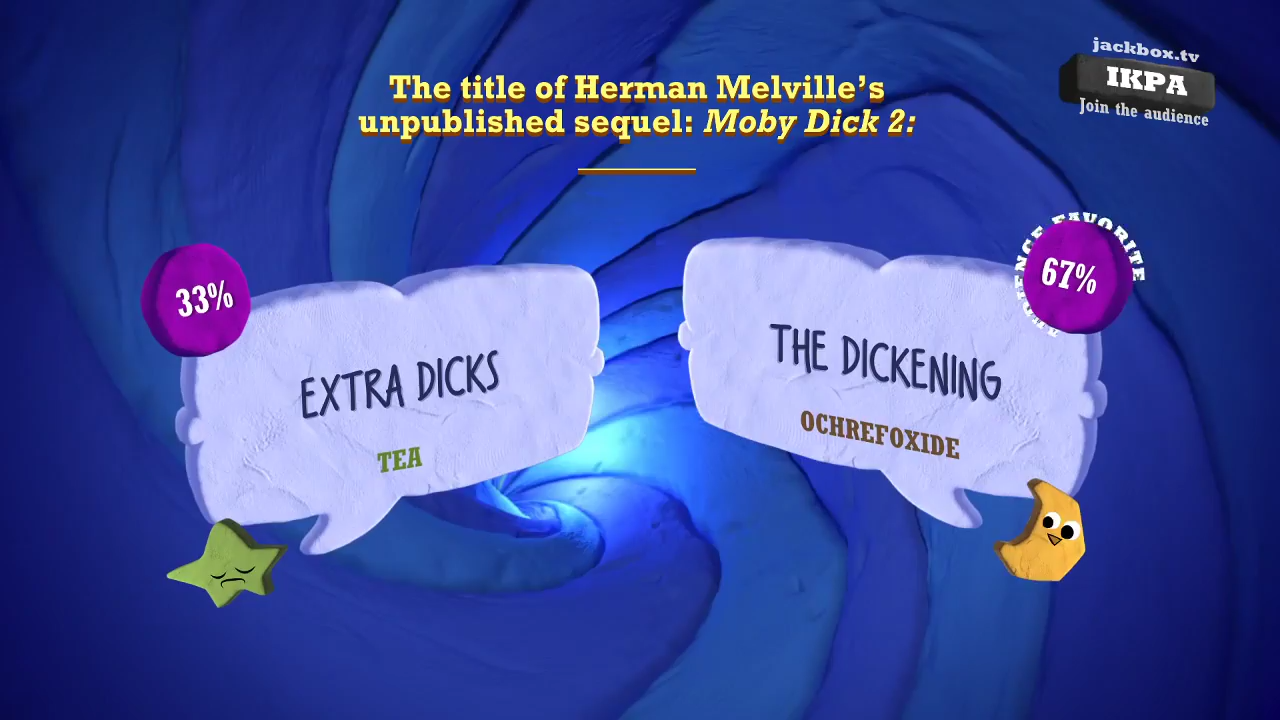 jackbox.tv
IKPA
Join the audience
The title of Herman Melville's
unpublished sequel: Moby Dick 2:
33%
EXTRA DICKS
TEA
AUDIENCE FAVORITE
67%
THE DICKENING
OCHREFOXIDE